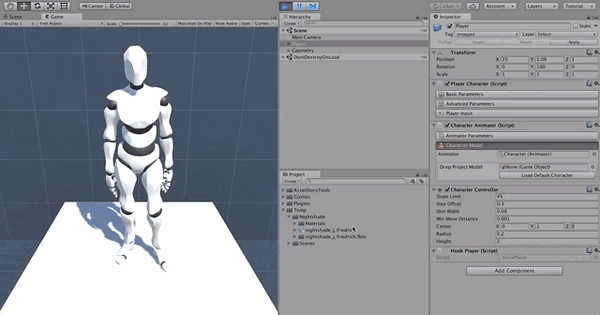 Center Global
Collab Account Layers Tutorial
Scene Game
Display 1 Free Aspect Scale Maximize On Play Mute Audio Stats Gizmos
Hierarchy
Create
Scene
Main Camera
Player
Geometry
DontDestroyOnLoad
Project
Create
AssetStoreTools
Gizmos
Plugins
Temp
Nightshade
Materials
nightshade_j_friedrich
nightshade_j_friedrich.fbm
Scenes
Inspector
Player Static
Tag Untagged Layer Default
Prefab Select Revert Apply
Transform
Position X 25 Y 1.08 Z 1
Rotation X 0 Y 180 Z 0
Scale X 1 Y 1 Z 1
Player Character (Script)
Basic Parameters
Advanced Parameters
Player Input
Character Animator (Script)
Animator Parameters
Character Model
Animator Character (Animator)
Drop Project Model None (Game Object)
Load Default Character
Character Controller
Slope Limit 45
Step Offset 0.3
Skin Width 0.08
Min Move Distance 0.001
Center X 0 Y 1 Z 0
Radius 0.2
Height 2
Hook Player (Script)
Script HookPlayer
Add Component